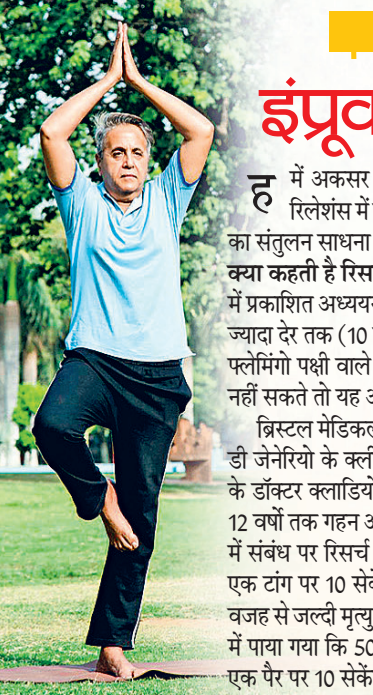 इंप्रूव
हमें अकसर
रिलेशंस में
का संतुलन साधना
क्या कहती है रिस
में प्रकाशित अध्ययन
ज्यादा देर तक (10
फ्लेमिंगो पक्षी वाले
नहीं सकते तो यह अ
ब्रिस्टल मेडिकल
डी जेनेरियो के क्ली
के डॉक्टर क्लाडियो
12 वर्षो तक गहन अ
में संबंध पर रिसर्च
एक टांग पर 10 सेके
वजह से जल्दी मृत्यु
में पाया गया कि 50
एक पैर पर 10 सेकें